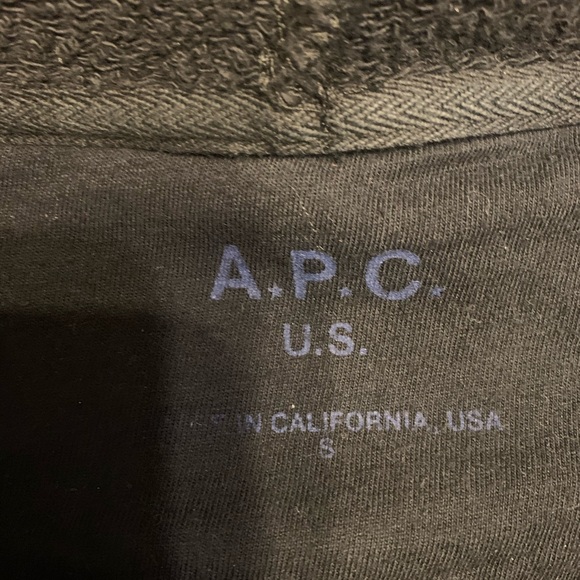 A.P.C.
U.S.
IN CALIFORNIA, USA
S